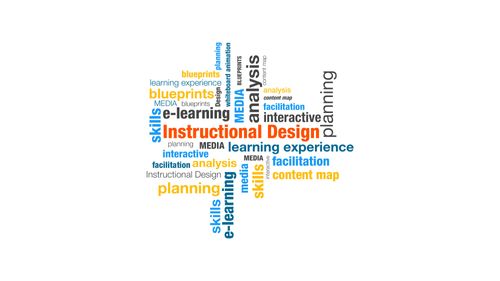 planning
whiteboard animation
BLUEPRINTS
analysis
content map
blueprints
learning experience
Design
MEDIA
analysis
planning
blueprints
content map
MEDIA
blueprints
facilitation
skills
e-learning
interactive
Instructional Design
planning
MEDIA
learning experience
interactive
MEDIA
facilitation
analysis
media
skills
interactive
facilitation
Instructional Design
content map
planning
skills
e-learning